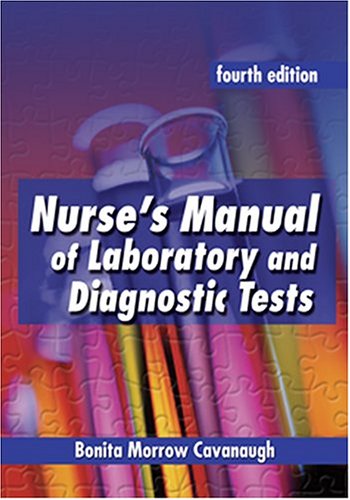 fourth edition
Nurse's Manual
of Laboratory and
Diagnostic Tests
Bonita Morrow Cavanaugh